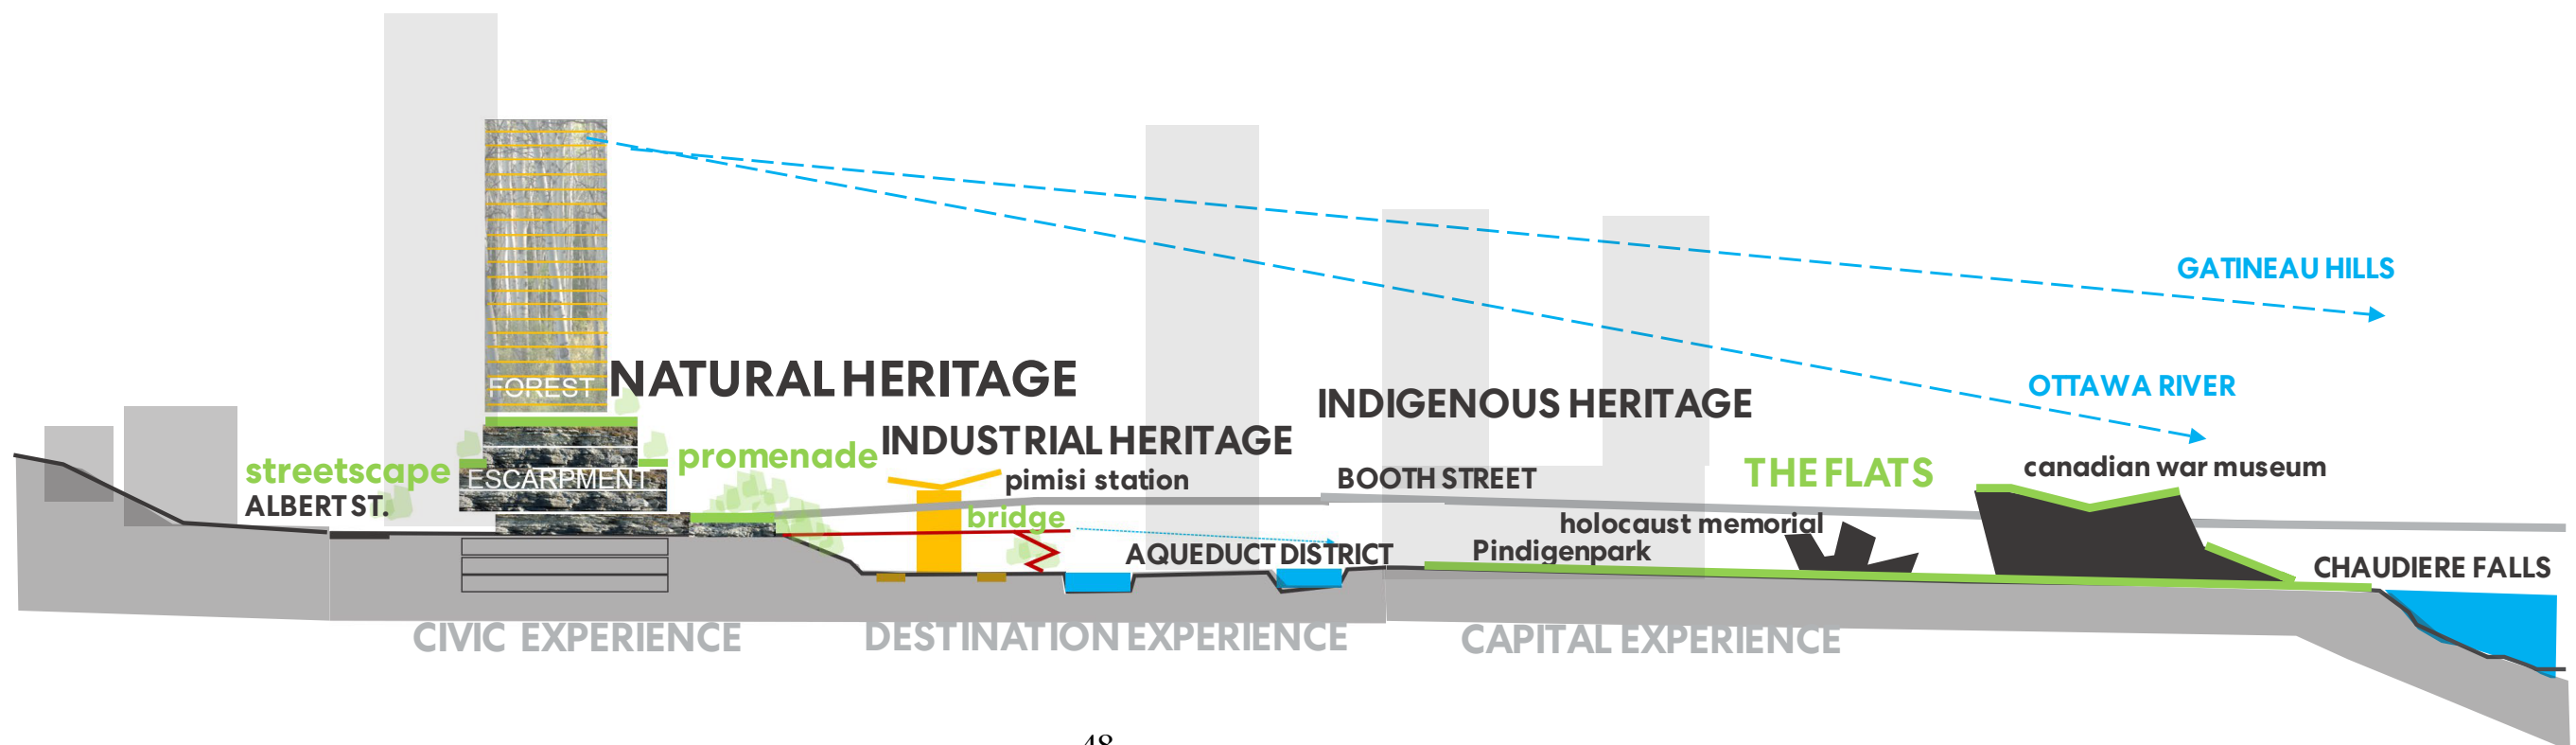 GATINEAU HILLS
FOREST
NATURAL HERITAGE
OTTAWA RIVER
INDIGENOUS HERITAGE
INDUSTRIAL HERITAGE
streetscape
promenade
THE FLATS
canadian war museum
ESCARPMENT
pimisi station
BOOTH STREET
ALBERT ST.
bridge
holocaust memorial
AQUEDUCT DISTRICT
Pindigenpark
CHAUDIERE FALLS
CIVIC EXPERIENCE
DESTINATION EXPERIENCE
CAPITAL EXPERIENCE
48